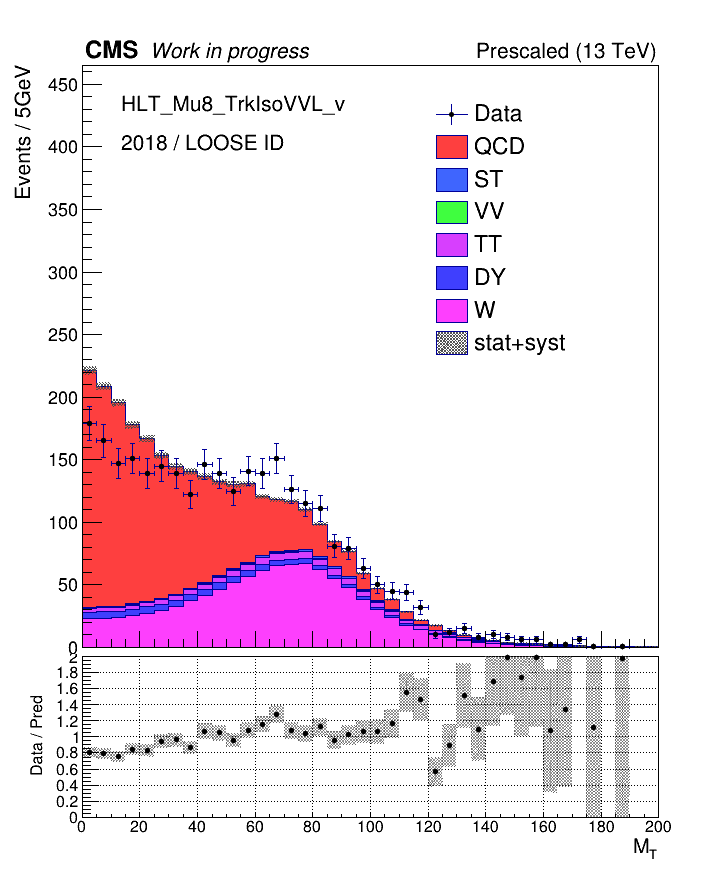 CMS Work in progress Prescaled (13 TeV)
Events / 5GeV
HLT_Mu8_TrkIsoVVL_v
2018 / LOOSE ID
Data
QCD
ST
VV
TT
DY
W
stat+syst
450
400
350
300
250
200
150
100
50
0
Data / Pred
2
1.8
1.6
1.4
1.2
1
0.8
0.6
0.4
0.2
0
0 20 40 60 80 100 120 140 160 180 200
M_T